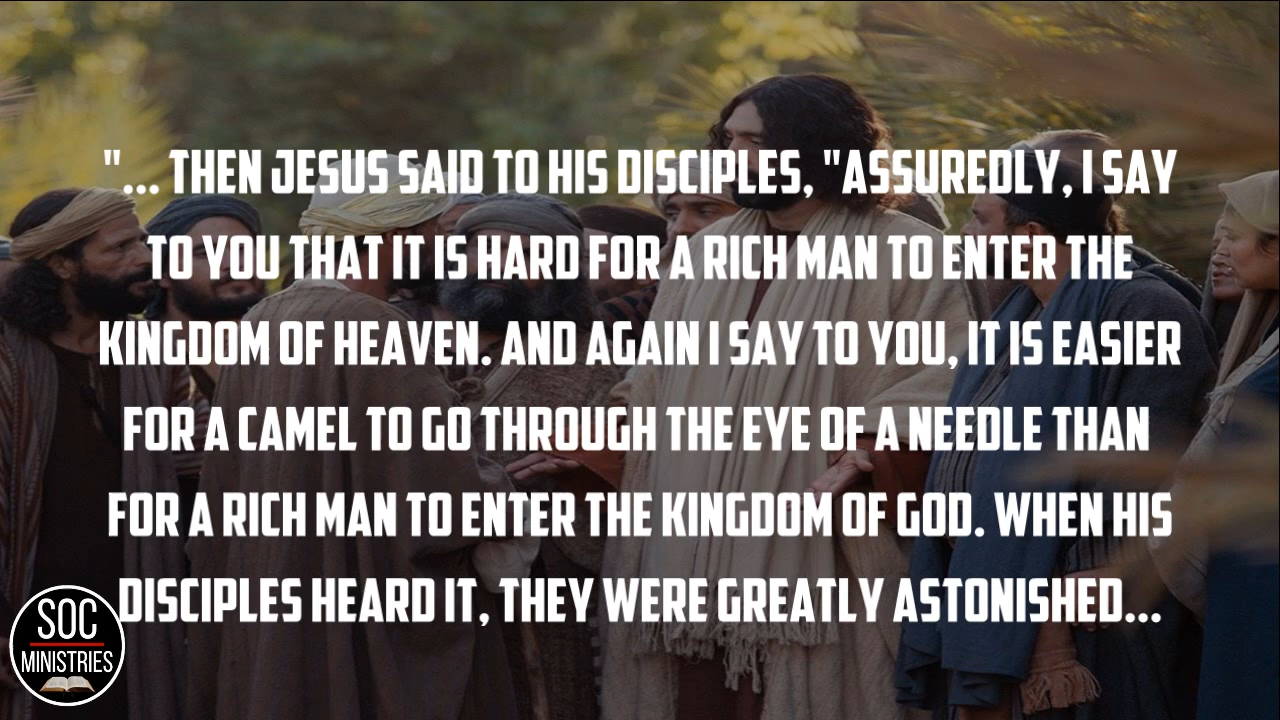 "... THEN JESUS SAID TO HIS DISCIPLES, "ASSUREDLY, I SAY
TO YOU THAT IT IS HARD FOR A RICH MAN TO ENTER THE
KINGDOM OF HEAVEN. AND AGAIN I SAY TO YOU, IT IS EASIER
FOR A CAMEL TO GO THROUGH THE EYE OF A NEEDLE THAN
FOR A RICH MAN TO ENTER THE KINGDOM OF GOD. WHEN HIS
DISCIPLES HEARD IT, THEY WERE GREATLY ASTONISHED...
SOC
MINISTRIES